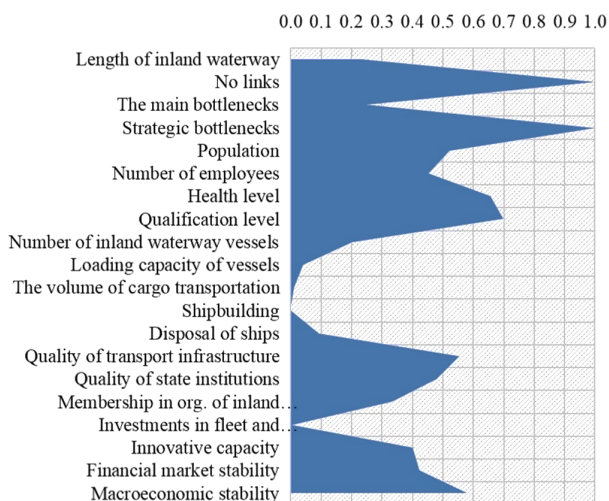 0.0 0.1 0.2 0.3 0.4 0.5 0.6 0.7 0.8 0.9 1.0
Length of inland waterway
No links
The main bottlenecks
Strategic bottlenecks
Population
Number of employees
Health level
Qualification level
Number of inland waterway vessels
Loading capacity of vessels
The volume of cargo transportation
Shipbuilding
Disposal of ships
Quality of transport infrastructure
Quality of state institutions
Membership in org. of inland…
Investments in fleet and…
Innovative capacity
Financial market stability
Macroeconomic stability